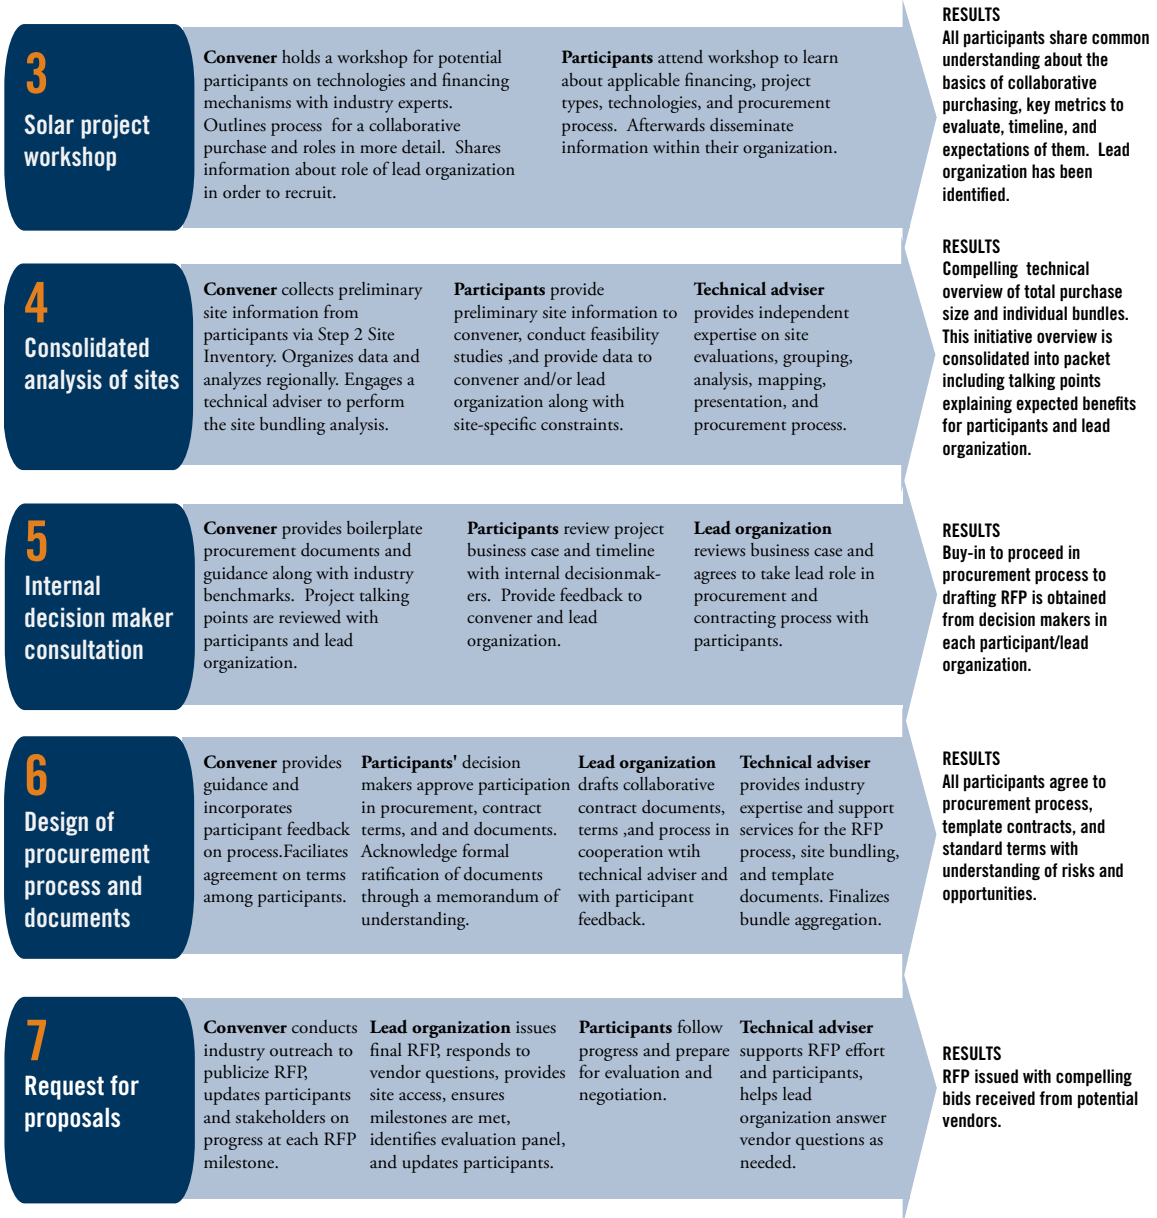 3
Solar project
workshop
Convener holds a workshop for potential
participants on technologies and financing
mechanisms with industry experts.
Outlines process for a collaborative
purchase and roles in more detail. Shares
information about role of lead organization
in order to recruit.
Participants attend workshop to learn
about applicable financing, project
types, technologies, and procurement
process. Afterwards disseminate
information within their organization.
RESULTS
All participants share common
understanding about the
basics of collaborative
purchasing, key metrics to
evaluate, timeline, and
expectations of them. Lead
organization has been
identified.
4
Consolidated
analysis of sites
Convener collects preliminary
site information from
participants via Step 2 Site
Inventory. Organizes data and
analyzes regionally. Engages a
technical adviser to perform
the site bundling analysis.
Participants provide
preliminary site information to
convener, conduct feasibility
studies ,and provide data to
convener and/or lead
organization along with
site-specific constraints.
Technical adviser
provides independent
expertise on site
evaluations, grouping,
analysis, mapping,
presentation, and
procurement process.
RESULTS
Compelling technical
overview of total purchase
size and individual bundles.
This initiative overview is
consolidated into packet
including talking points
explaining expected benefits
for participants and lead
organization.
5
Internal
decision maker
consultation
Convener provides boilerplate
procurement documents and
guidance along with industry
benchmarks. Project talking
points are reviewed with
participants and lead
organization.
Participants review project
business case and timeline
with internal decisionmak-
ers. Provide feedback to
convener and lead
organization.
Lead organization
reviews business case and
agrees to take lead role in
procurement and
contracting process with
participants.
RESULTS
Buy-in to proceed in
procurement process to
drafting RFP is obtained
from decision makers in
each participant/lead
organization.
6
Design of
procurement
process and
documents
Convener provides
guidance and
incorporates
participant feedback
on process.Faciliates
agreement on terms
among participants.
Participants' decision
makers approve participation
in procurement, contract
terms, and and documents.
Acknowledge formal
ratification of documents
through a memorandum of
understanding.
Lead organization
drafts collaborative
contract documents,
terms ,and process in
cooperation wtih
technical adviser and
with participant
feedback.
Technical adviser
provides industry
expertise and support
services for the RFP
process, site bundling,
and template
documents. Finalizes
bundle aggregation.
RESULTS
All participants agree to
procurement process,
template contracts, and
standard terms with
understanding of risks and
opportunities.
7
Request for
proposals
Convenver conducts
industry outreach to
publicize RFP,
updates participants
and stakeholders on
progress at each RFP
milestone.
Lead organization issues
final RFP, responds to
vendor questions, provides
site access, ensures
milestones are met,
identifies evaluation panel,
and updates participants.
Participants follow
progress and prepare
for evaluation and
negotiation.
Technical adviser
supports RFP effort
and participants,
helps lead
organization answer
vendor questions as
needed.
RESULTS
RFP issued with compelling
bids received from potential
vendors.